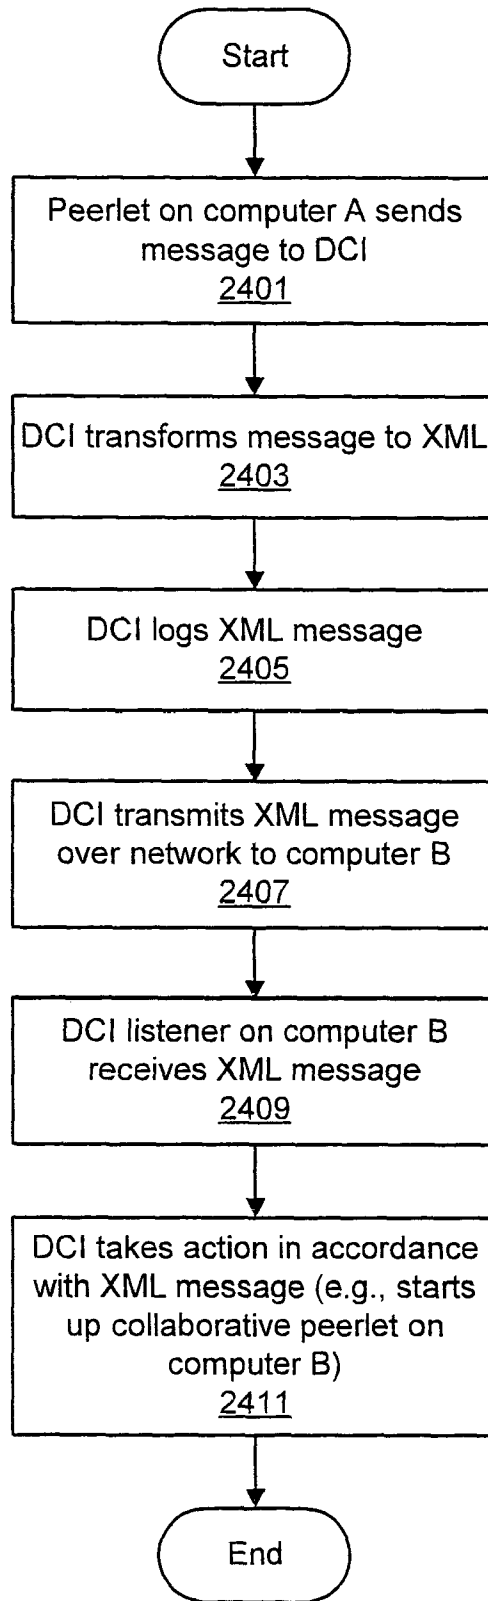 Start
Peerlet on computer A sends
message to DCI
2401
DCI transforms message to XML
2403
DCI logs XML message
2405
DCI transmits XML message
over network to computer B
2407
DCI listener on computer B
receives XML message
2409
DCI takes action in accordance
with XML message (e.g., starts
up collaborative peerlet on
computer B)
2411
End